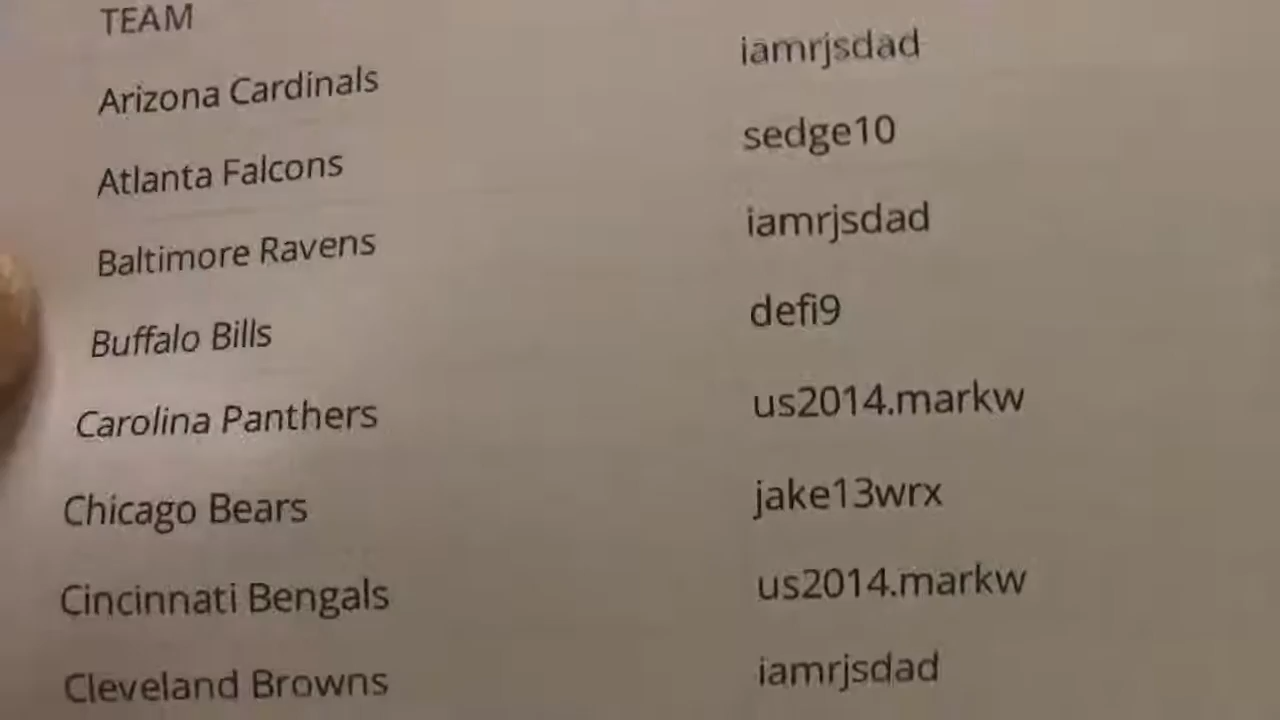 TEAM
Arizona Cardinals iamrjsdad
Atlanta Falcons sedge10
Baltimore Ravens iamrjsdad
Buffalo Bills defi9
Carolina Panthers us2014.markw
Chicago Bears jake13wrx
Cincinnati Bengals us2014.markw
Cleveland Browns iamrjsdad